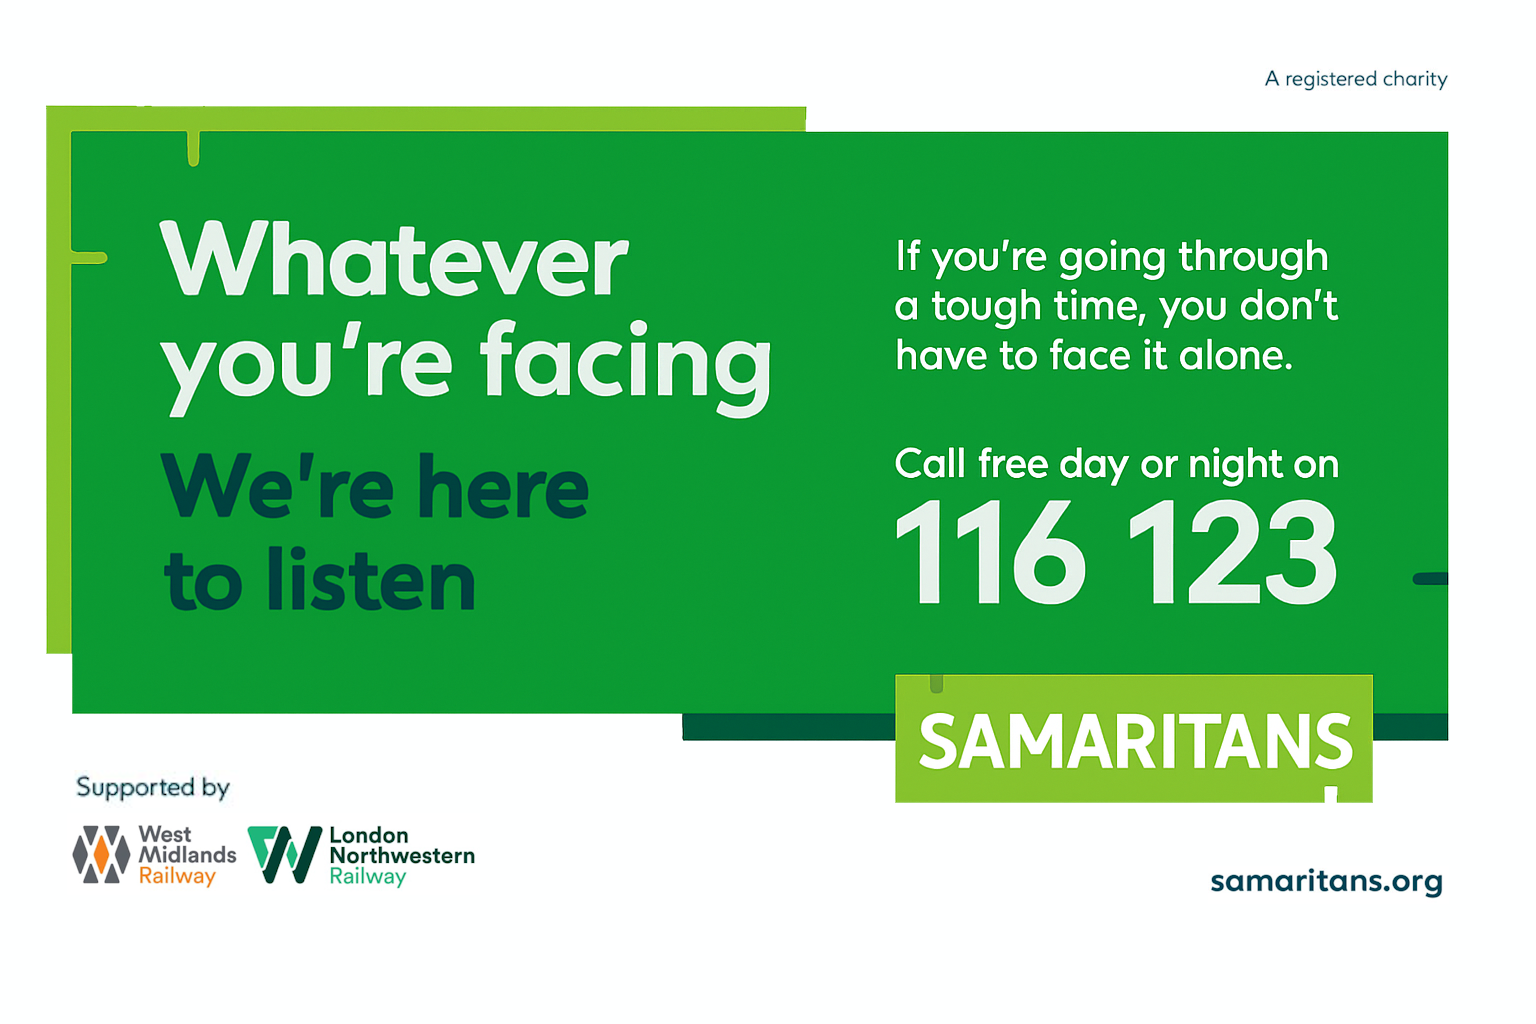 A registered charity
Whatever
you're facing
We're here
to listen
If you're going through
a tough time, you don't
have to face it alone.
Call free day or night on
116 123
SAMARITANS
Supported by
West
Midlands
Railway
London
Northwestern
Railway
samaritans.org